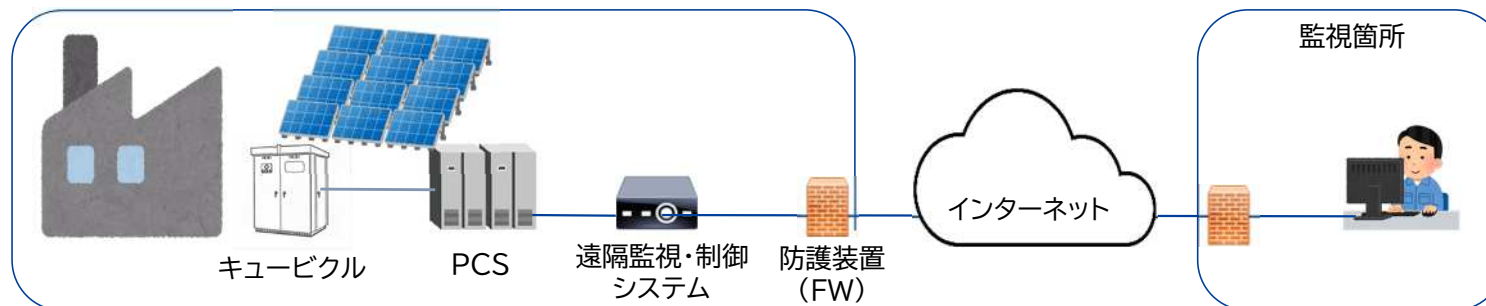 監視箇所
インターネット
キュービクル
PCS
遠隔監視・制御
システム
防護装置
(FW)